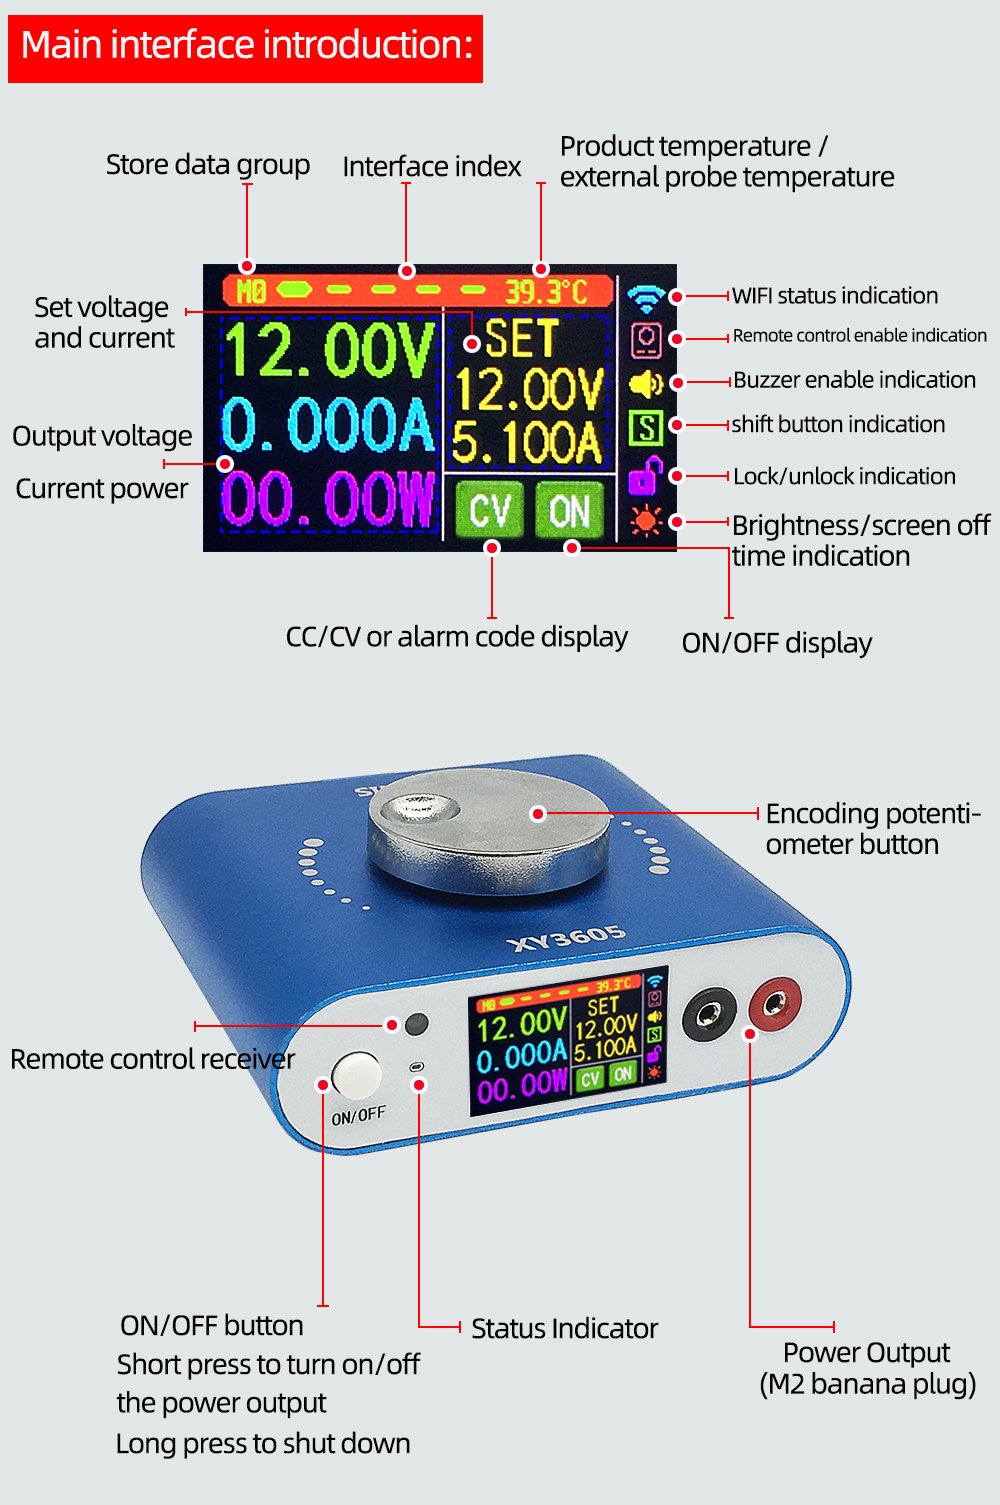 Main interface introduction:
Store data group
Interface index
Product temperature /
external probe temperature
Set voltage
and current
M0
39.3°C
12.00V
0.000A
00.00W
SET
12.00V
5.100A
CV
ON
S
WIFI status indication
Remote control enable indication
Buzzer enable indication
shift button indication
Lock/unlock indication
Brightness/screen off
time indication
Output voltage
Current power
CC/CV or alarm code display
ON/OFF display
Encoding potenti-
ometer button
XY3605
M0
39.3°C
12.00V
0.000A
00.00W
SET
12.00V
5.100A
CV
ON
S
ON/OFF
Remote control receiver
ON/OFF button
Short press to turn on/off
the power output
Long press to shut down
Status Indicator
Power Output
(M2 banana plug)